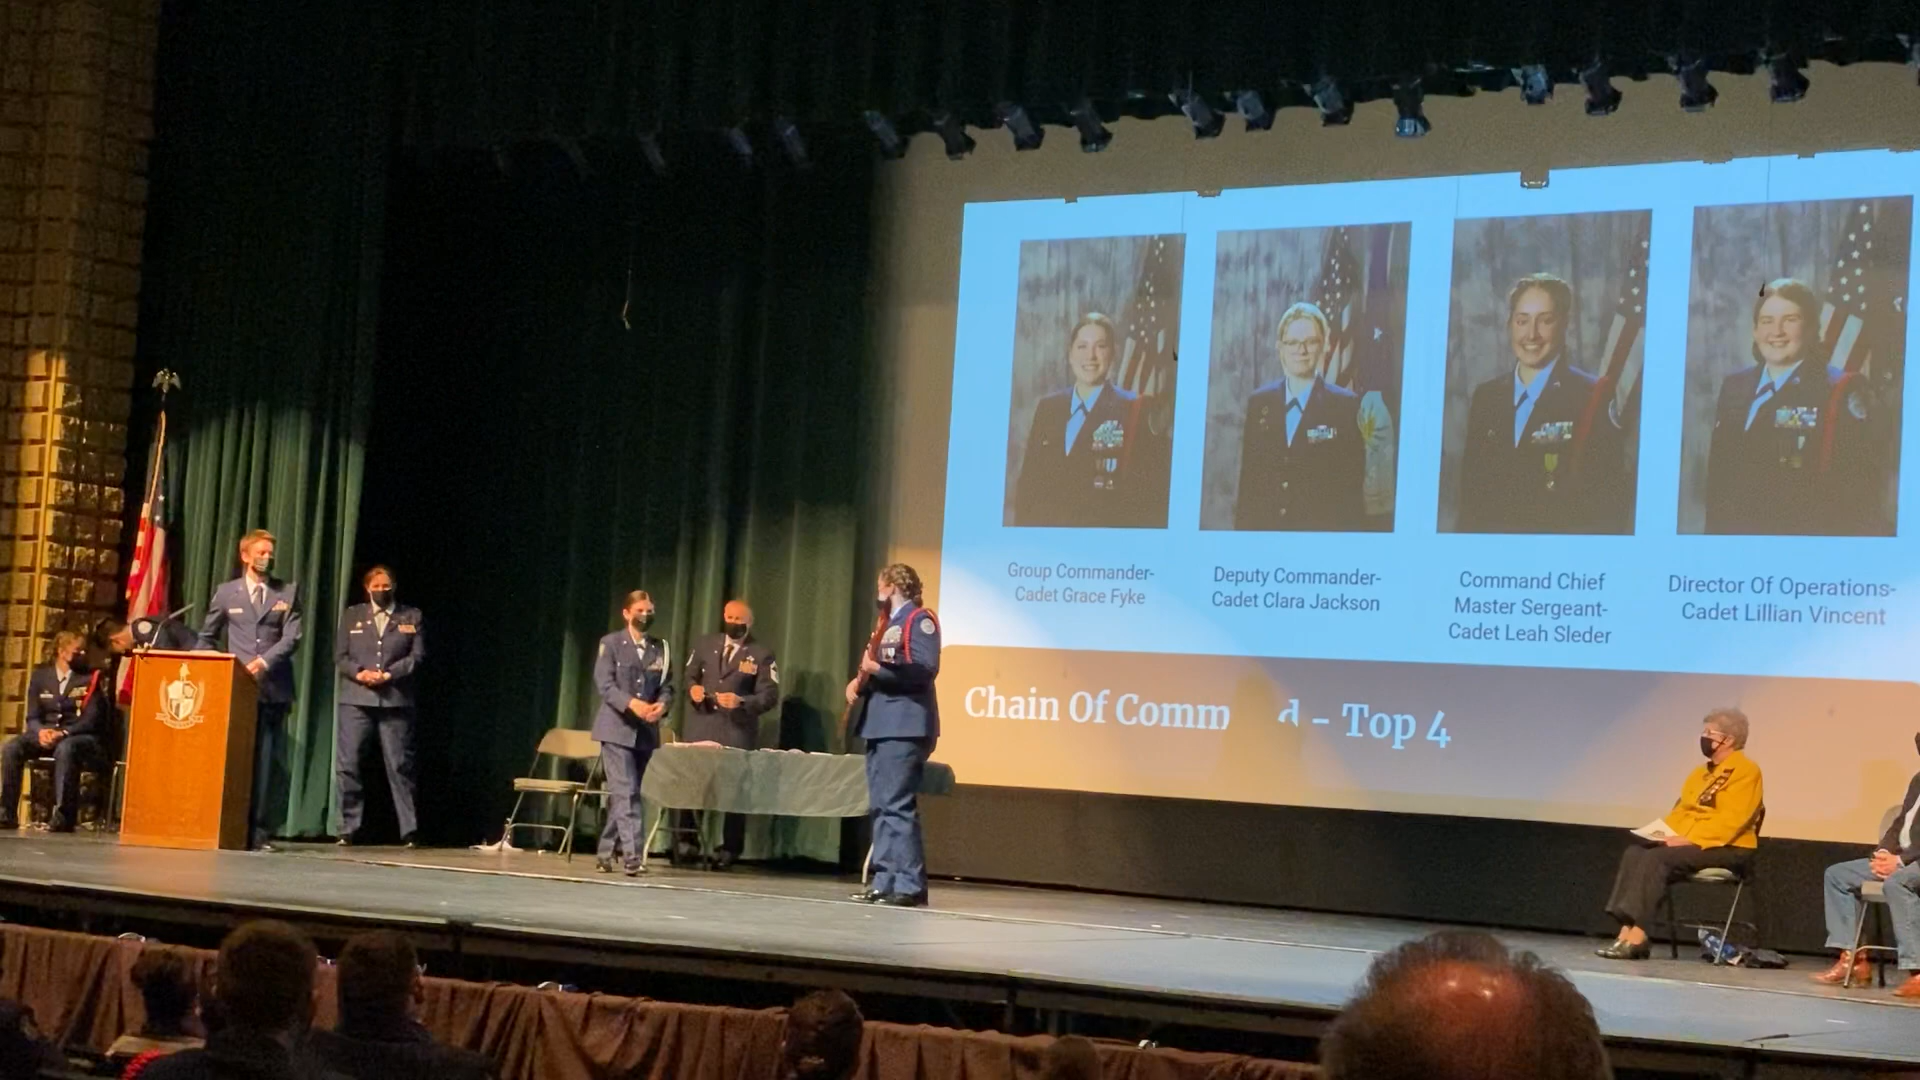 Group Commander-
Cadet Grace Fyke
Deputy Commander-
Cadet Clara Jackson
Command Chief
Master Sergeant-
Cadet Leah Sleder
Director Of Operations-
Cadet Lillian Vincent
Chain Of Comm d - Top 4